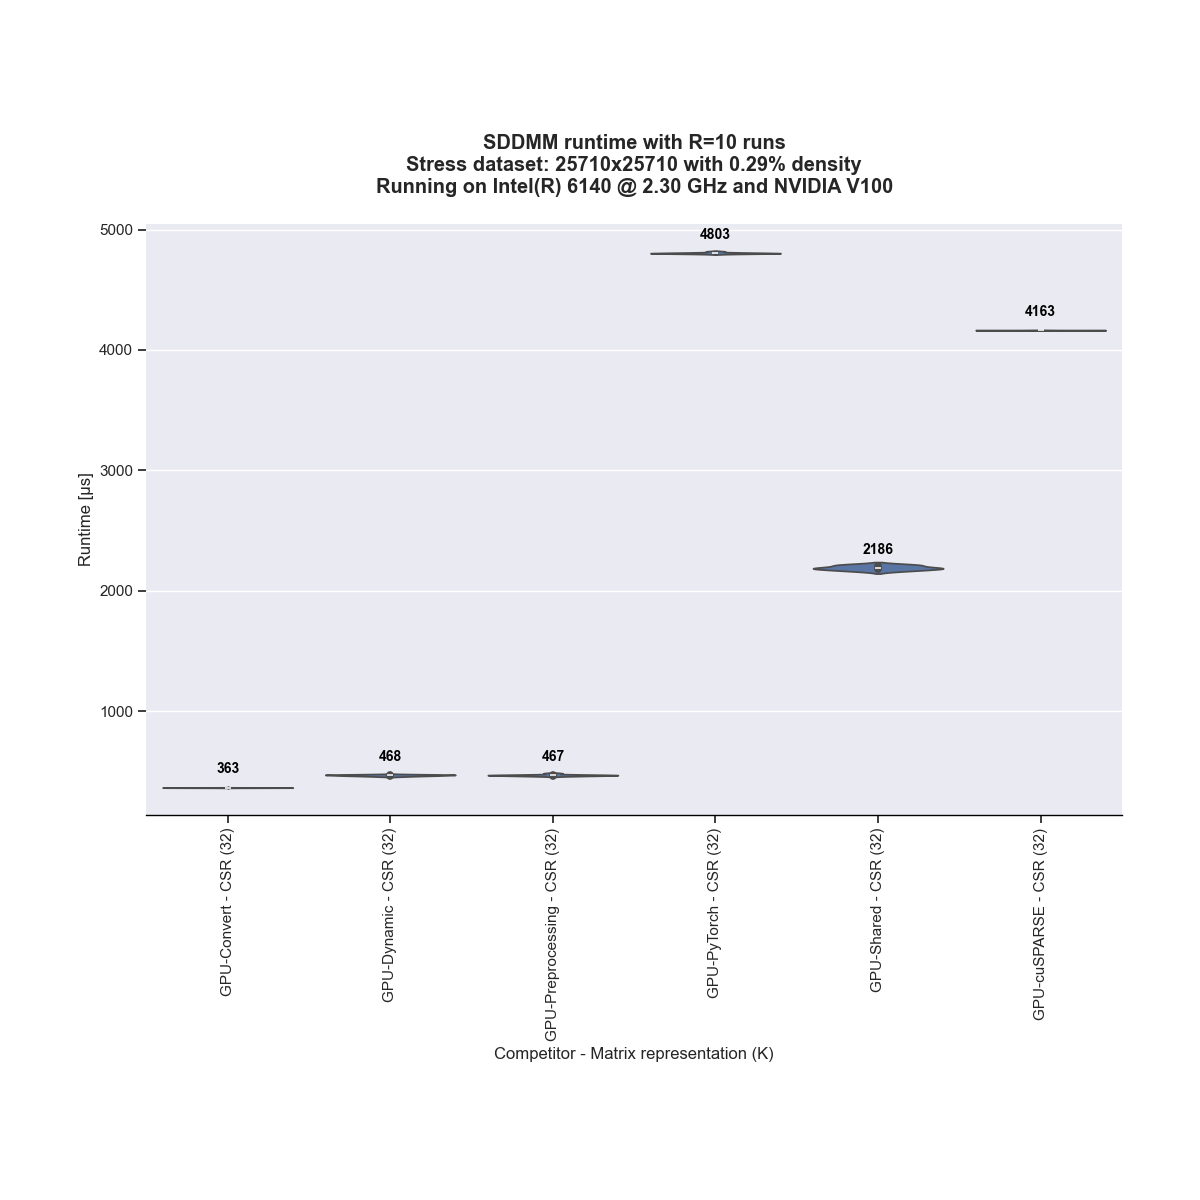 SDDMM runtime with R=10 runs
Stress dataset: 25710x25710 with 0.29% density
Running on Intel(R) 6140 @ 2.30 GHz and NVIDIA V100
Runtime [μs]
5000
4000
3000
2000
1000
363
468
467
4803
2186
4163
GPU-Convert - CSR (32)
GPU-Dynamic - CSR (32)
GPU-Preprocessing - CSR (32)
GPU-PyTorch - CSR (32)
GPU-Shared - CSR (32)
GPU-cuSPARSE - CSR (32)
Competitor - Matrix representation (K)